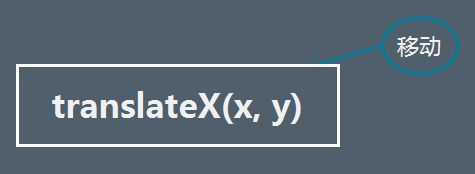 移动
translateX(x, y)